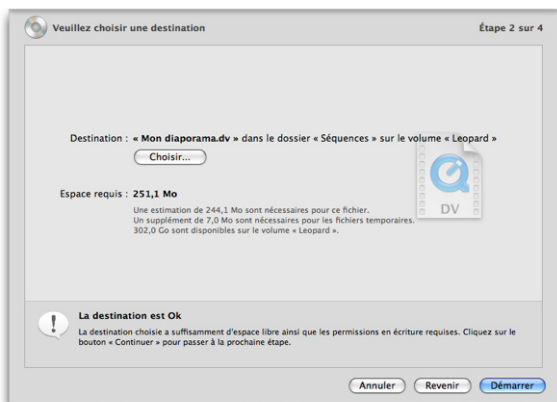 Veuillez choisir une destination
Étape 2 sur 4
Destination : « Mon diaporama.dv » dans le dossier « Séquences » sur le volume « Leopard »
Choisir...
Espace requis : 251,1 Mo
Une estimation de 244,1 Mo sont nécessaires pour ce fichier.
Un supplément de 7,0 Mo sont nécessaires pour les fichiers temporaires.
302,0 Go sont disponibles sur le volume « Leopard ».
DV
La destination est Ok
La destination choisie a suffisamment d'espace libre ainsi que les permissions en écriture requises. Cliquez sur le
bouton « Continuer » pour passer à la prochaine étape.
Annuler
Revenir
Démarrer